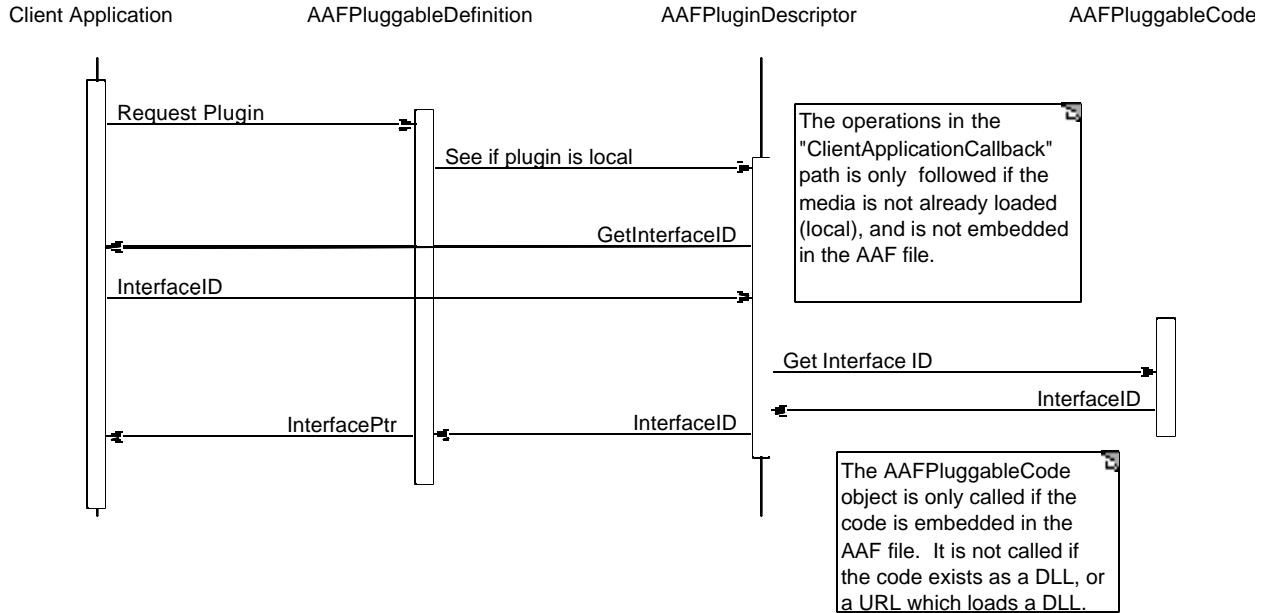 Client Application AAFPluggableDefinition AAFPluginDescriptor AAFPluggableCode
Request Plugin
See if plugin is local
The operations in the
"ClientApplicationCallback"
path is only followed if the
media is not already loaded
(local), and is not embedded
in the AAF file.
GetInterfaceID
InterfaceID
Get Interface ID
InterfaceID
InterfacePtr
InterfaceID
The AAFPluggableCode
object is only called if the
code is embedded in the
AAF file. It is not called if
the code exists as a DLL, or
a URL which loads a DLL.